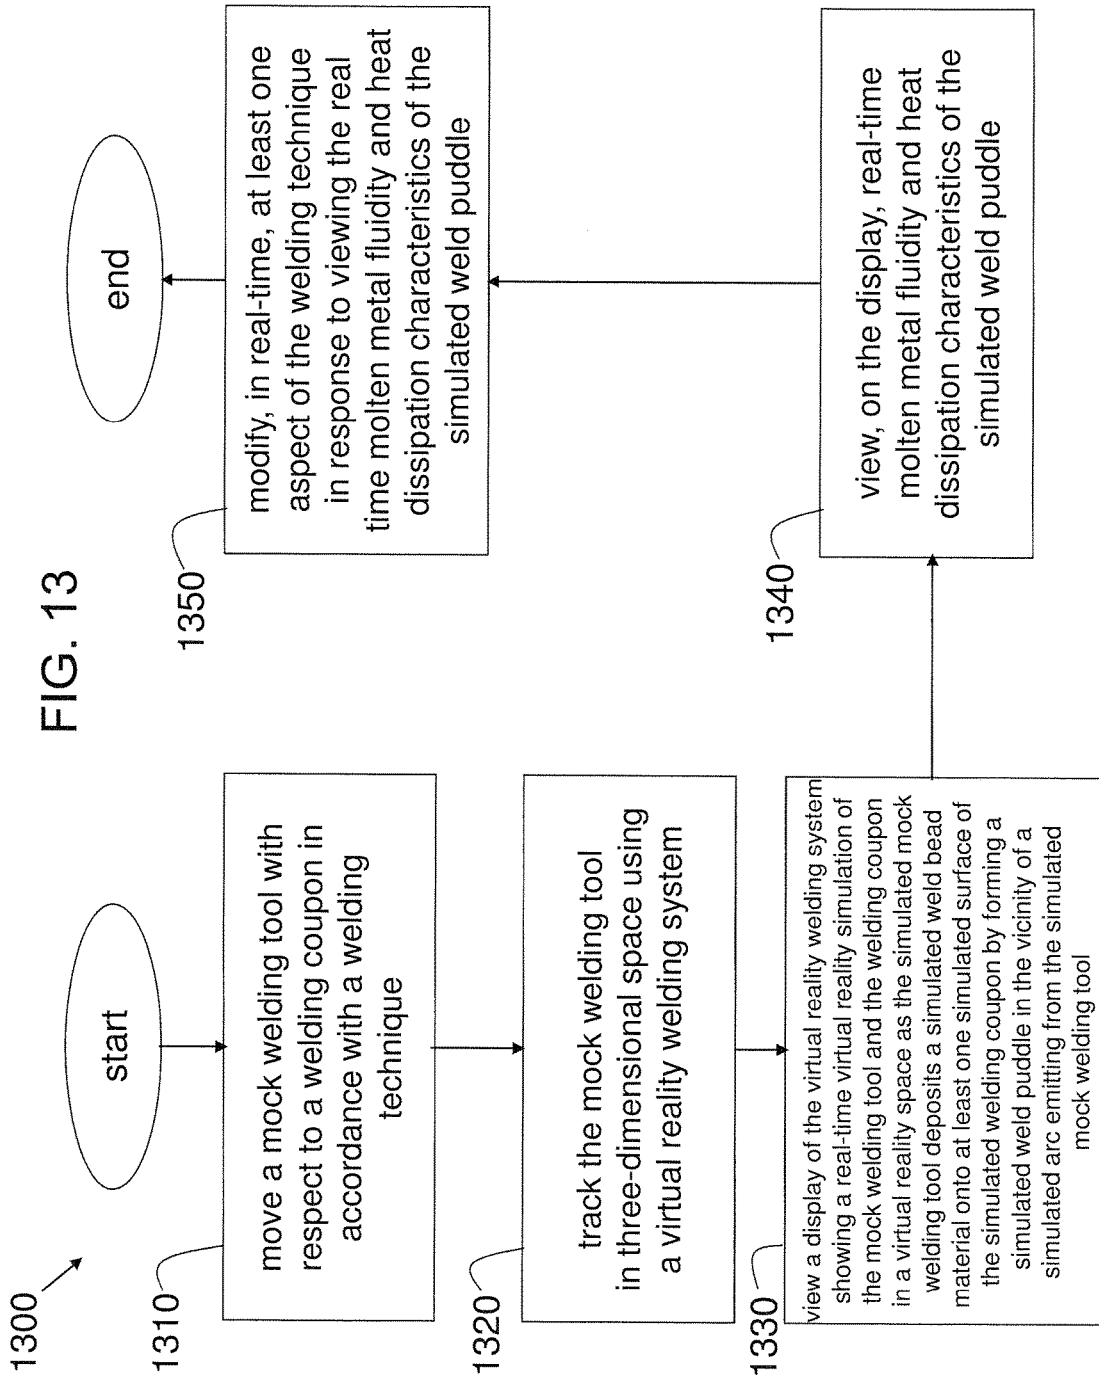 FIG. 13
1300
start
1310
move a mock welding tool with
respect to a welding coupon in
accordance with a welding
technique
1320
track the mock welding tool
in three-dimensional space using
a virtual reality welding system
1330
view a display of the virtual reality welding system
showing a real-time virtual reality simulation of
the mock welding tool and the welding coupon
in a virtual reality space as the simulated mock
welding tool deposits a simulated weld bead
material onto at least one simulated surface of
the simulated welding coupon by forming a
simulated weld puddle in the vicinity of a
simulated arc emitting from the simulated
mock welding tool
1340
view, on the display, real-time
molten metal fluidity and heat
dissipation characteristics of the
simulated weld puddle
1350
modify, in real-time, at least one
aspect of the welding technique
in response to viewing the real
time molten metal fluidity and heat
dissipation characteristics of the
simulated weld puddle
end